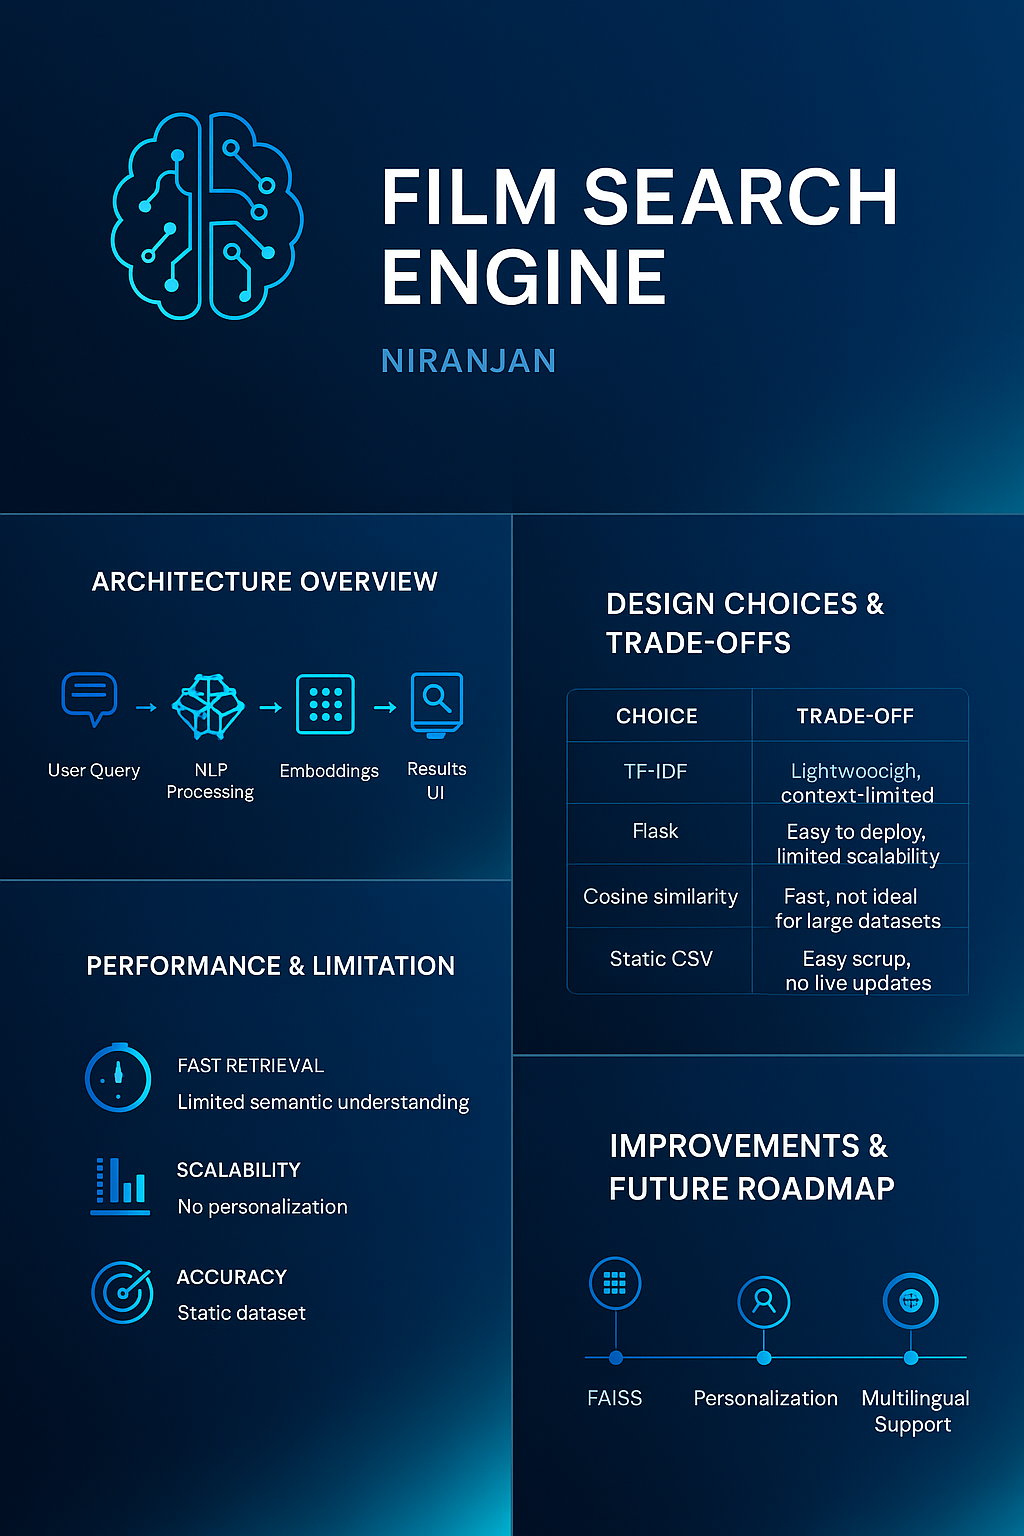 FILM SEARCH
ENGINE
NIRANJAN
ARCHITECTURE OVERVIEW
User Query
NLP
Processing
Emboddings
Results
UI
DESIGN CHOICES &
TRADE-OFFS
CHOICE
TRADE-OFF
TF-IDF
Lightwoocigh,
context-limited
Flask
Easy to deploy,
limited scalability
Cosine similarity
Fast, not ideal
for large datasets
Static CSV
Easy scrup,
no live updates
PERFORMANCE & LIMITATION
FAST RETRIEVAL
Limited semantic understanding
SCALABILITY
No personalization
ACCURACY
Static dataset
IMPROVEMENTS &
FUTURE ROADMAP
FAISS
Personalization
Multilingual
Support